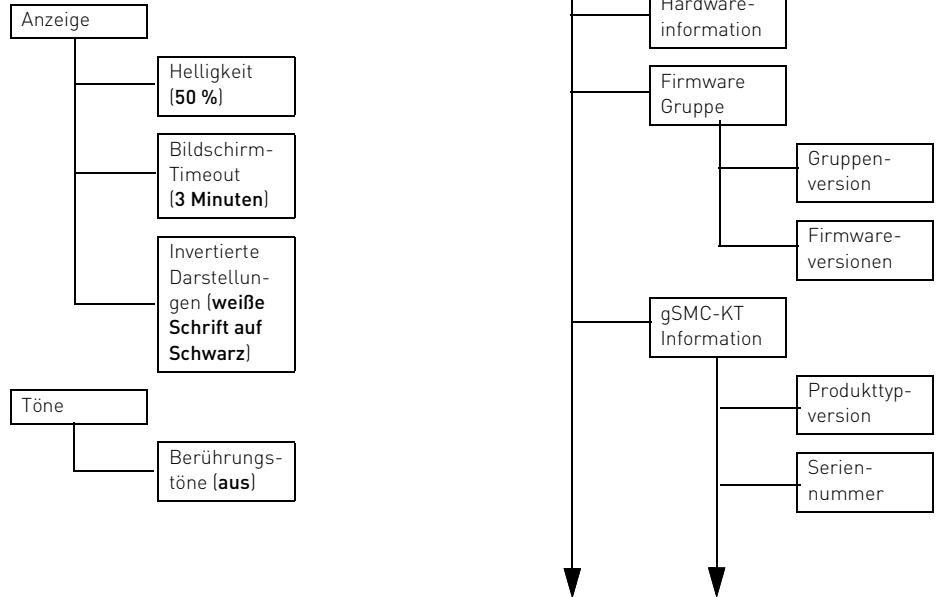 Anzeige
Helligkeit
(50 %)
Bildschirm-
Timeout
(3 Minuten)
Invertierte
Darstellun-
gen (weiße
Schrift auf
Schwarz)
Töne
Berührungs-
töne (aus)
Hardware-
information
Firmware
Gruppe
Gruppen-
version
Firmware-
versionen
gSMC-KT
Information
Produkttyp-
version
Serien-
nummer